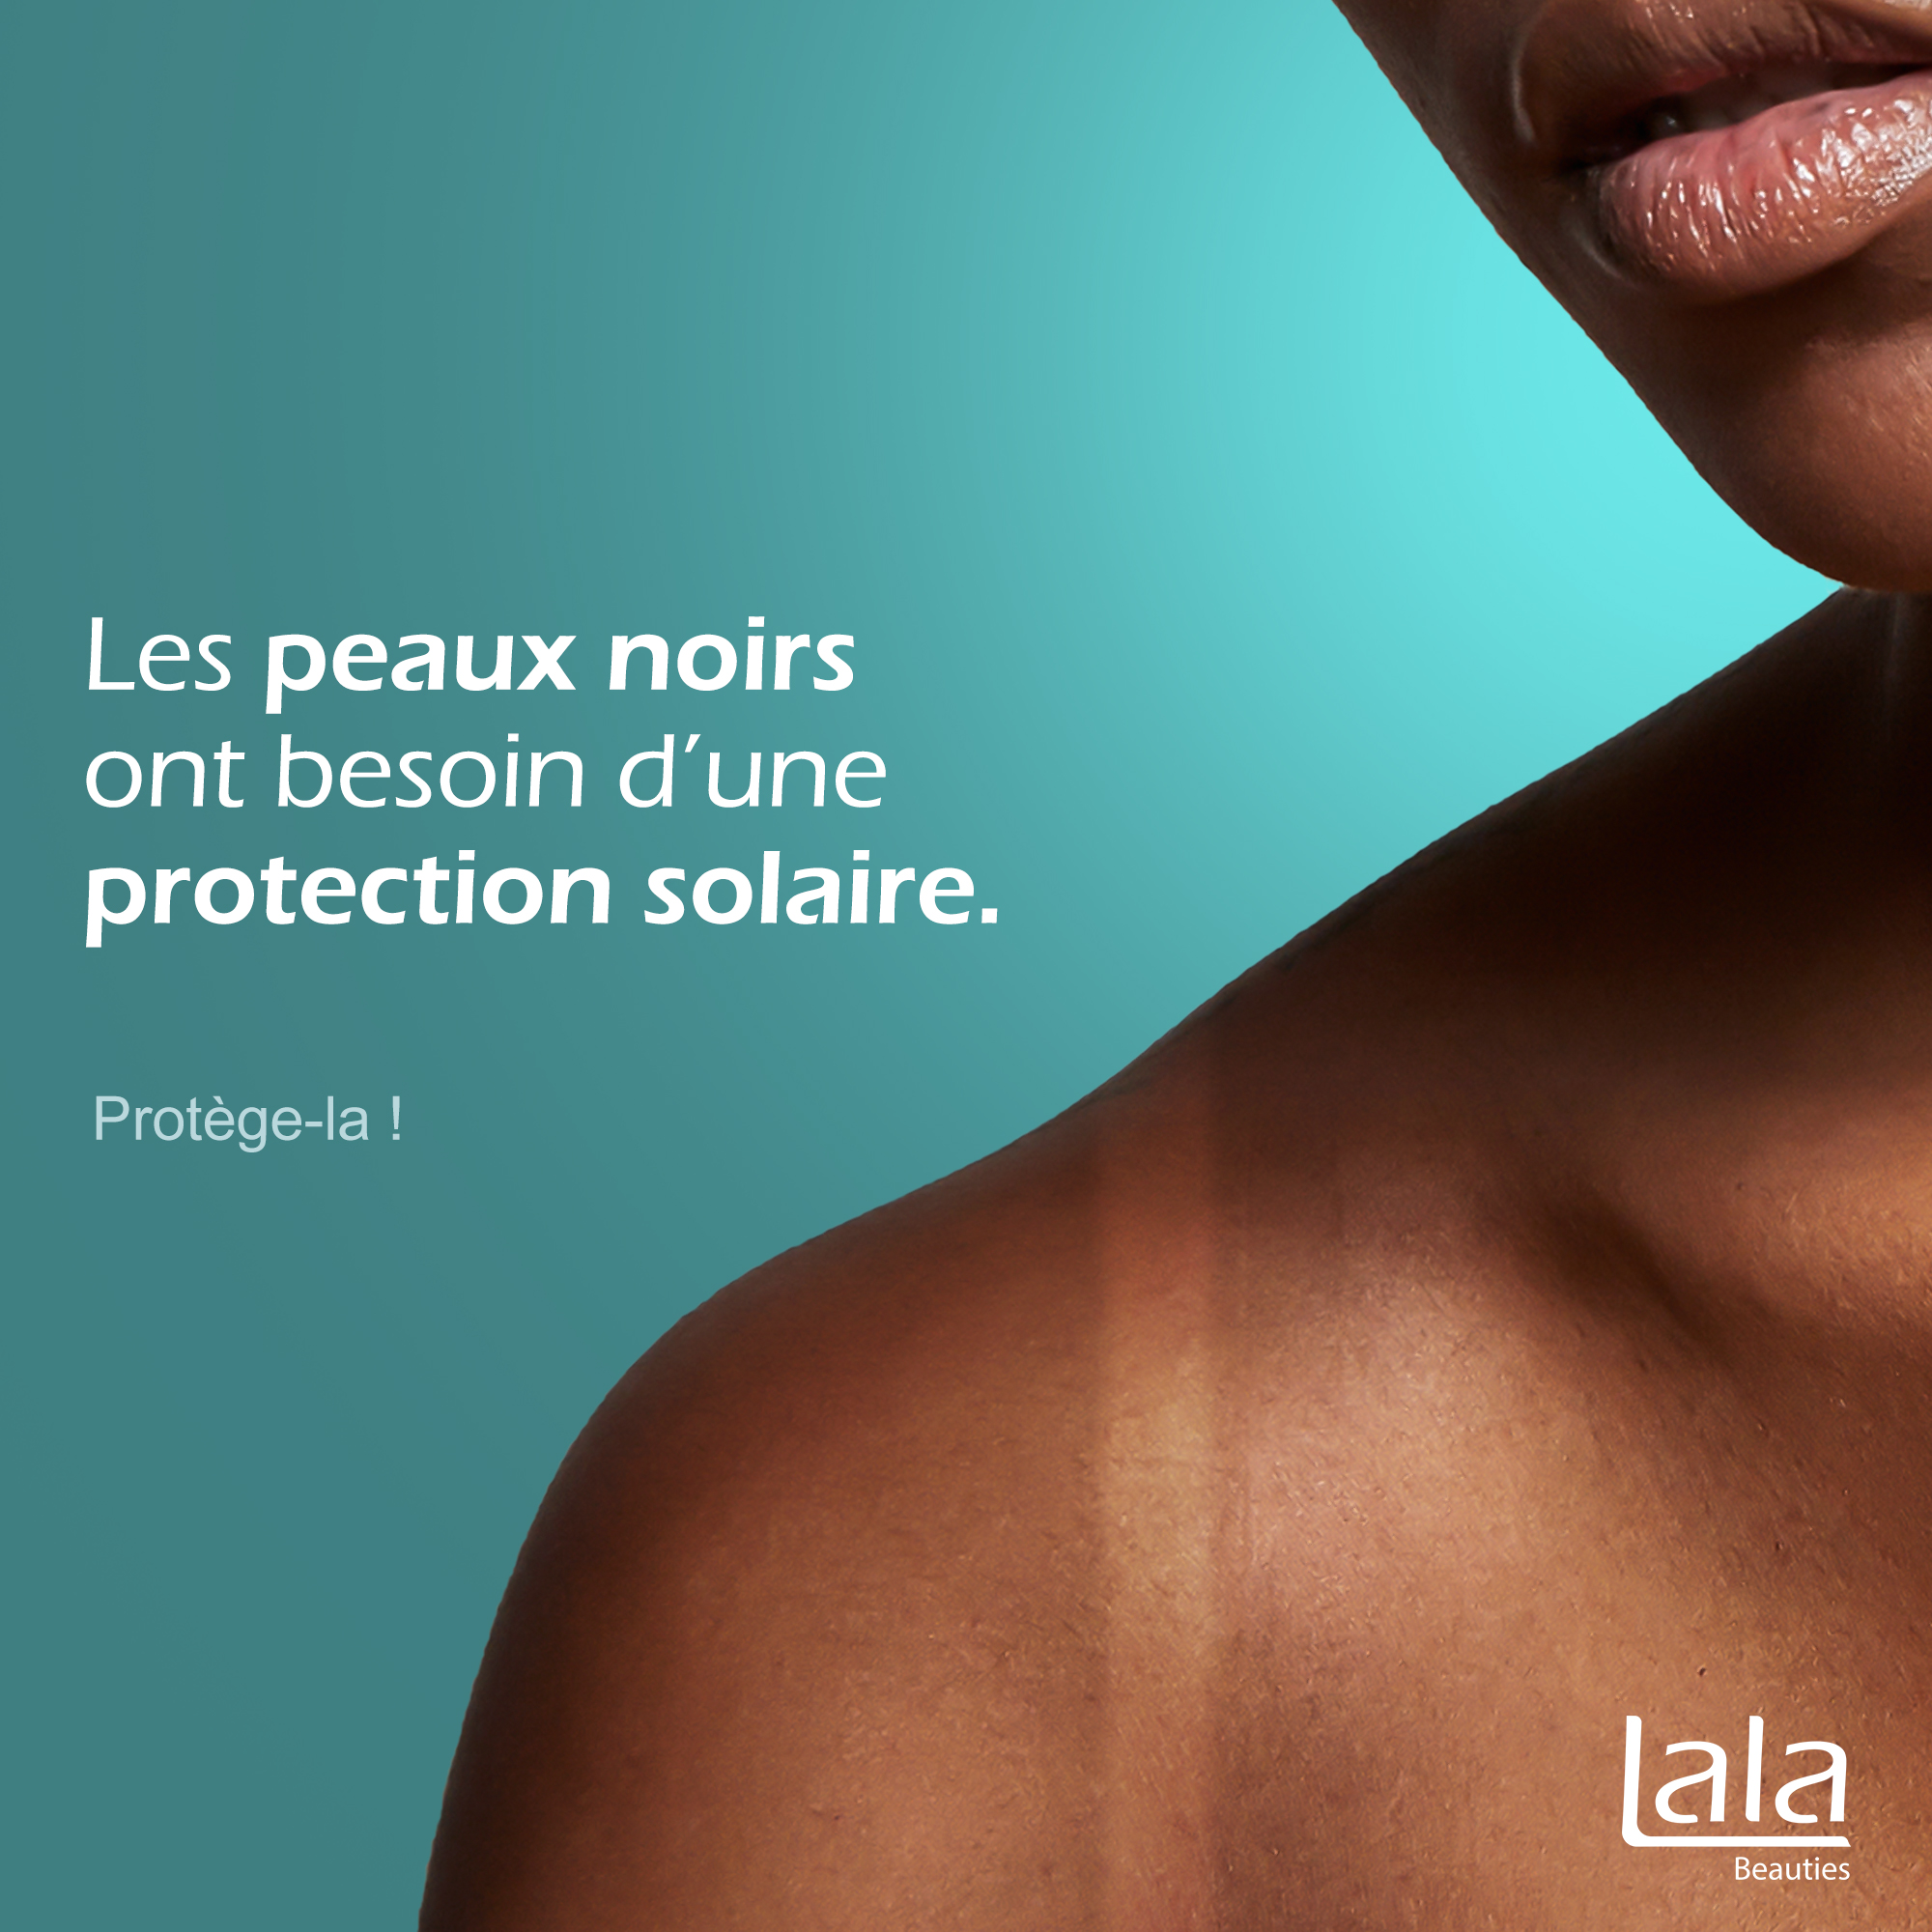 Les peaux noirs
ont besoin d’une
protection solaire.
Protège-la !
Lala
Beauties